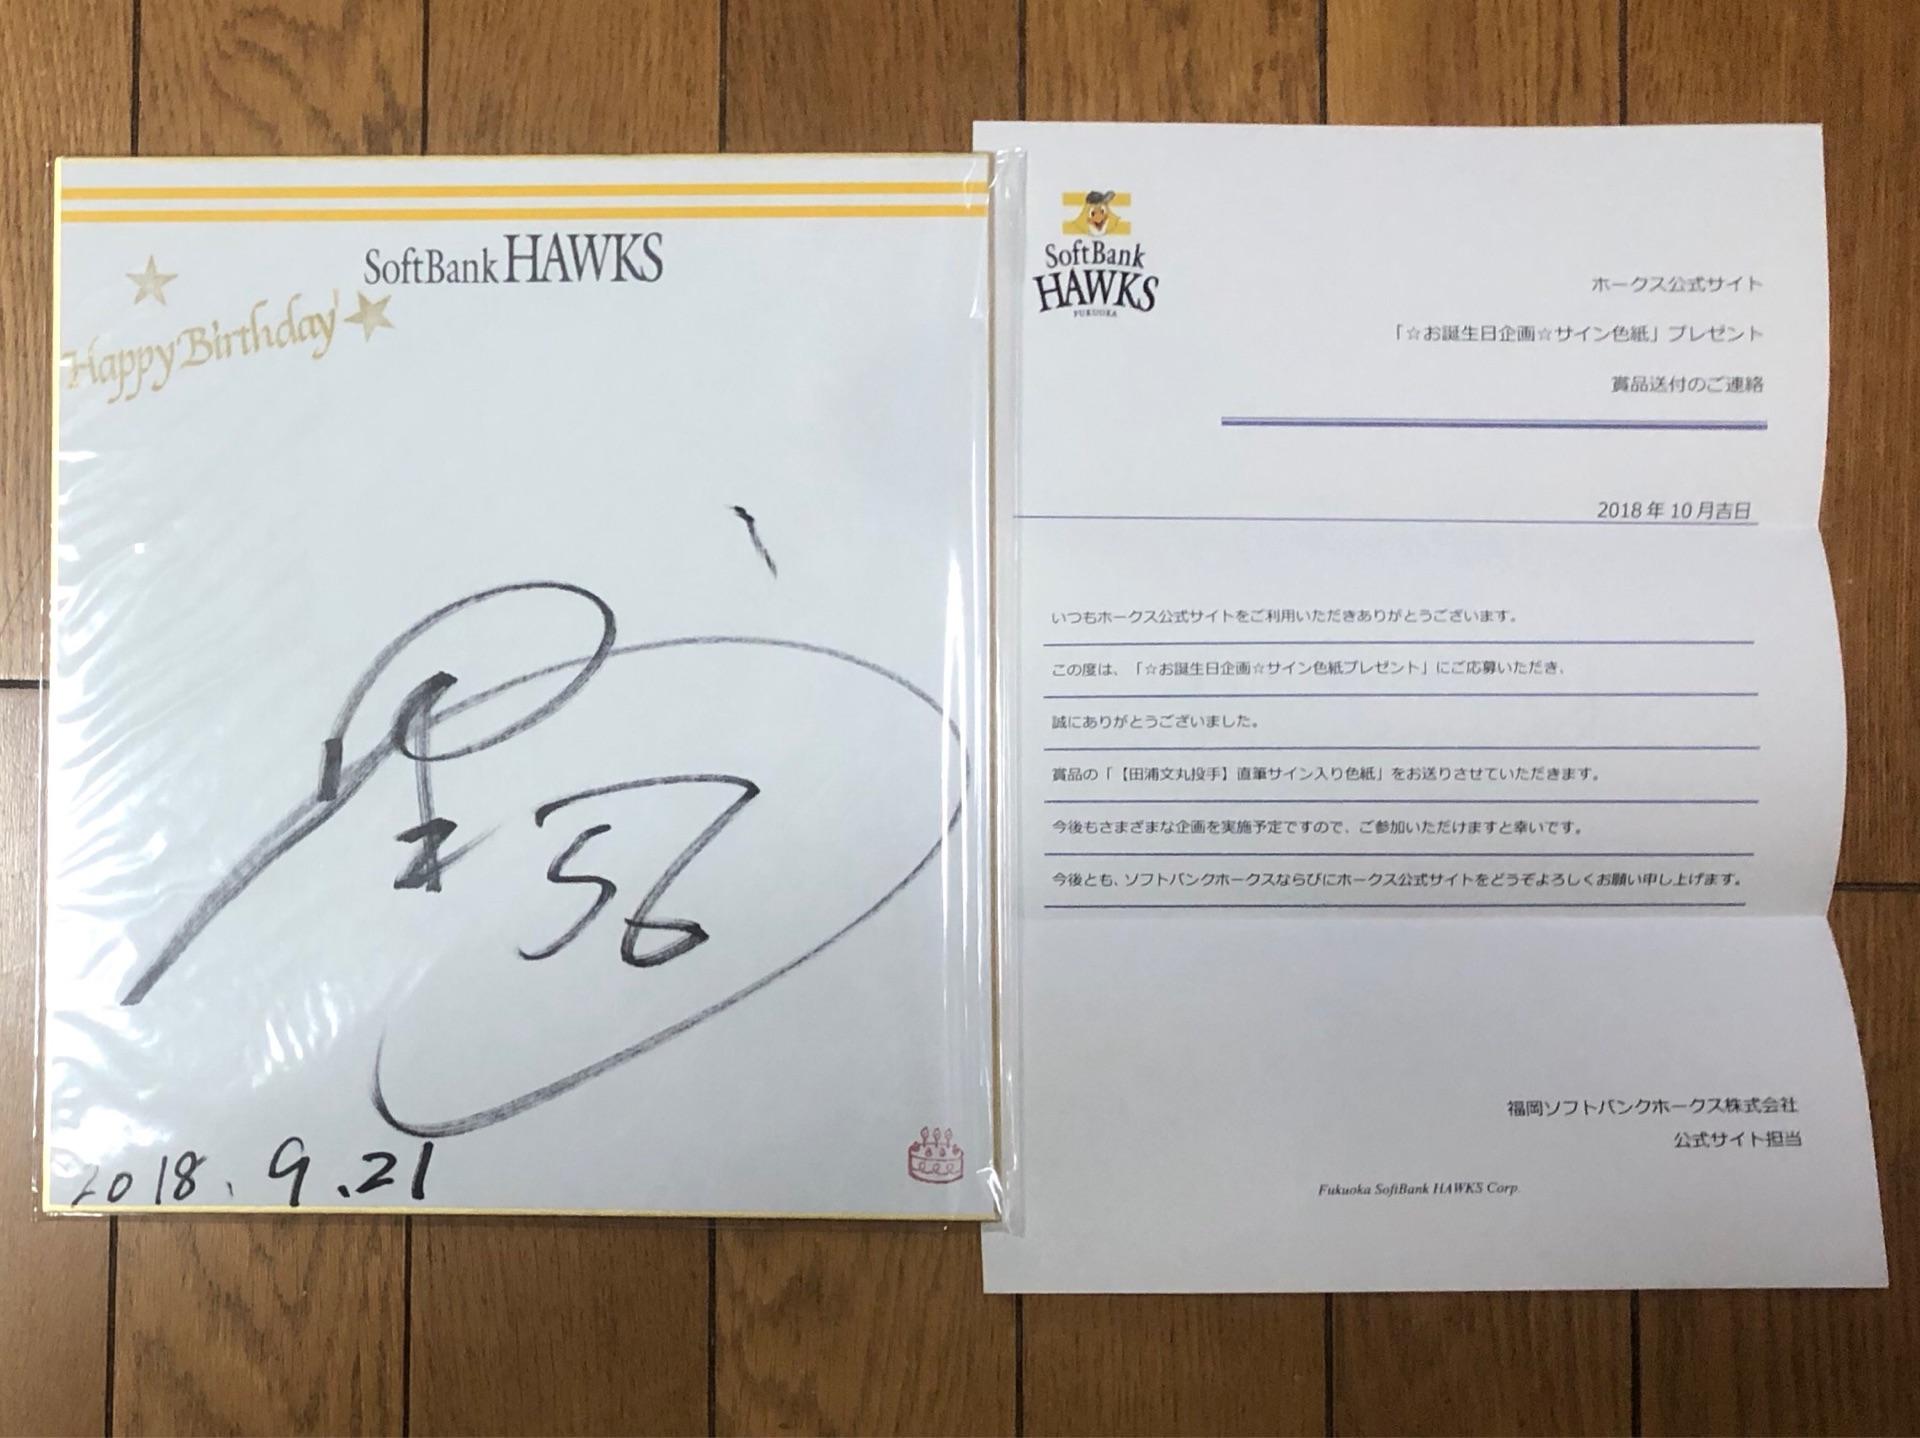 SoftBank HAWKS
Happy Birthday
56
2018.9.21
SoftBank
HAWKS
FUKUOKA
ホークス公式サイト
「☆お誕生日企画☆サイン色紙」プレゼント
賞品送付のご連絡
2018年10月吉日
いつもホークス公式サイトをご利用いただきありがとうございます。
この度は、「☆お誕生日企画☆サイン色紙プレゼント」にご応募いただき、
誠にありがとうございました。
賞品の「【田浦文丸投手】直筆サイン入り色紙」をお送りさせていただきます。
今後もさまざまな企画を実施予定ですので、ご参加いただけますと幸いです。
今後とも、ソフトバンクホークスならびにホークス公式サイトをどうぞよろしくお願い申し上げます。
福岡ソフトバンクホークス株式会社
公式サイト担当
Fukuoka SoftBank HAWKS Corp.